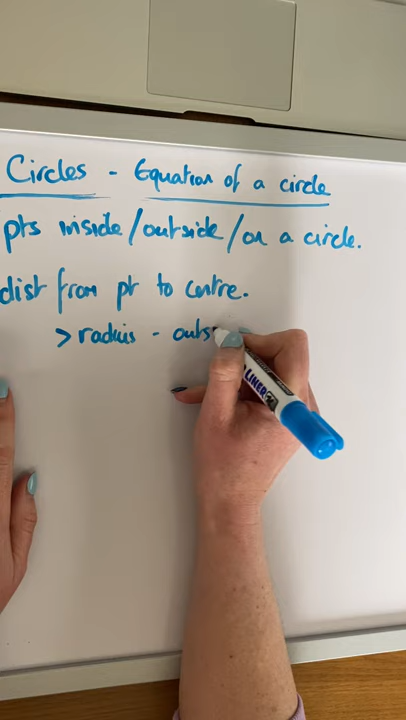 Circles - Equation of a circle
pts inside/outside/on a circle.
dist from pt to centre.
> radius - outs
LINER